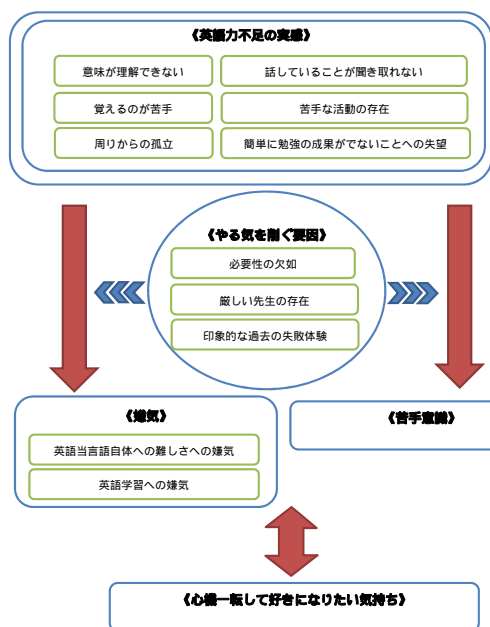 《英語力不足の実感》
意味が理解できない
話していることが聞き取れない
覚えるのが苦手
苦手な活動の存在
周りからの孤立
簡単に勉強の成果がでないことへの失望
《やる気を削ぐ要因》
必要性の欠如
厳しい先生の存在
印象的な過去の失敗体験
《嫌気》
《苦手意識》
英語当言語自体への難しさへの嫌気
英語学習への嫌気
《心機一転して好きになりたい気持ち》